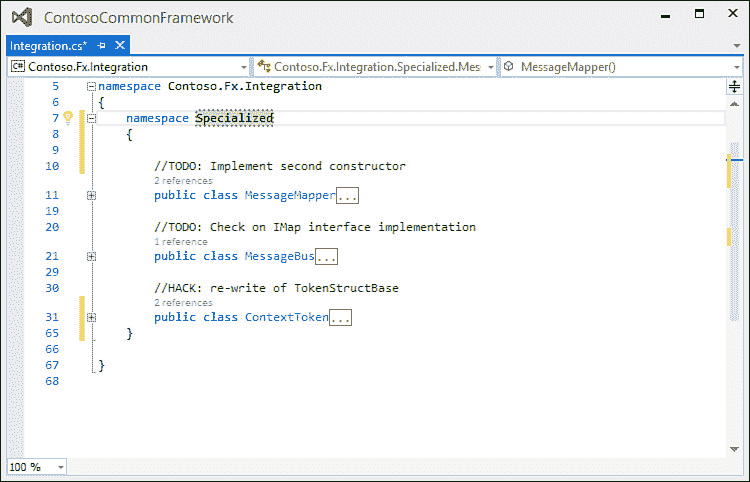 ContosoCommonFramework
Integration.cs*
C# Contoso.Fx.Integration Contoso.Fx.Integration.Specialized.Mes MessageMapper()
5 namespace Contoso.Fx.Integration
6 {
7 namespace Specialized
8 {
9
10 //TODO: Implement second constructor
2 references
11 public class MessageMapper...
19
20 //TODO: Check on IMap interface implementation
1 reference
21 public class MessageBus...
29
30 //HACK: re-write of TokenStructBase
2 references
31 public class ContextToken...
65 }
66
67 }
68
100 %